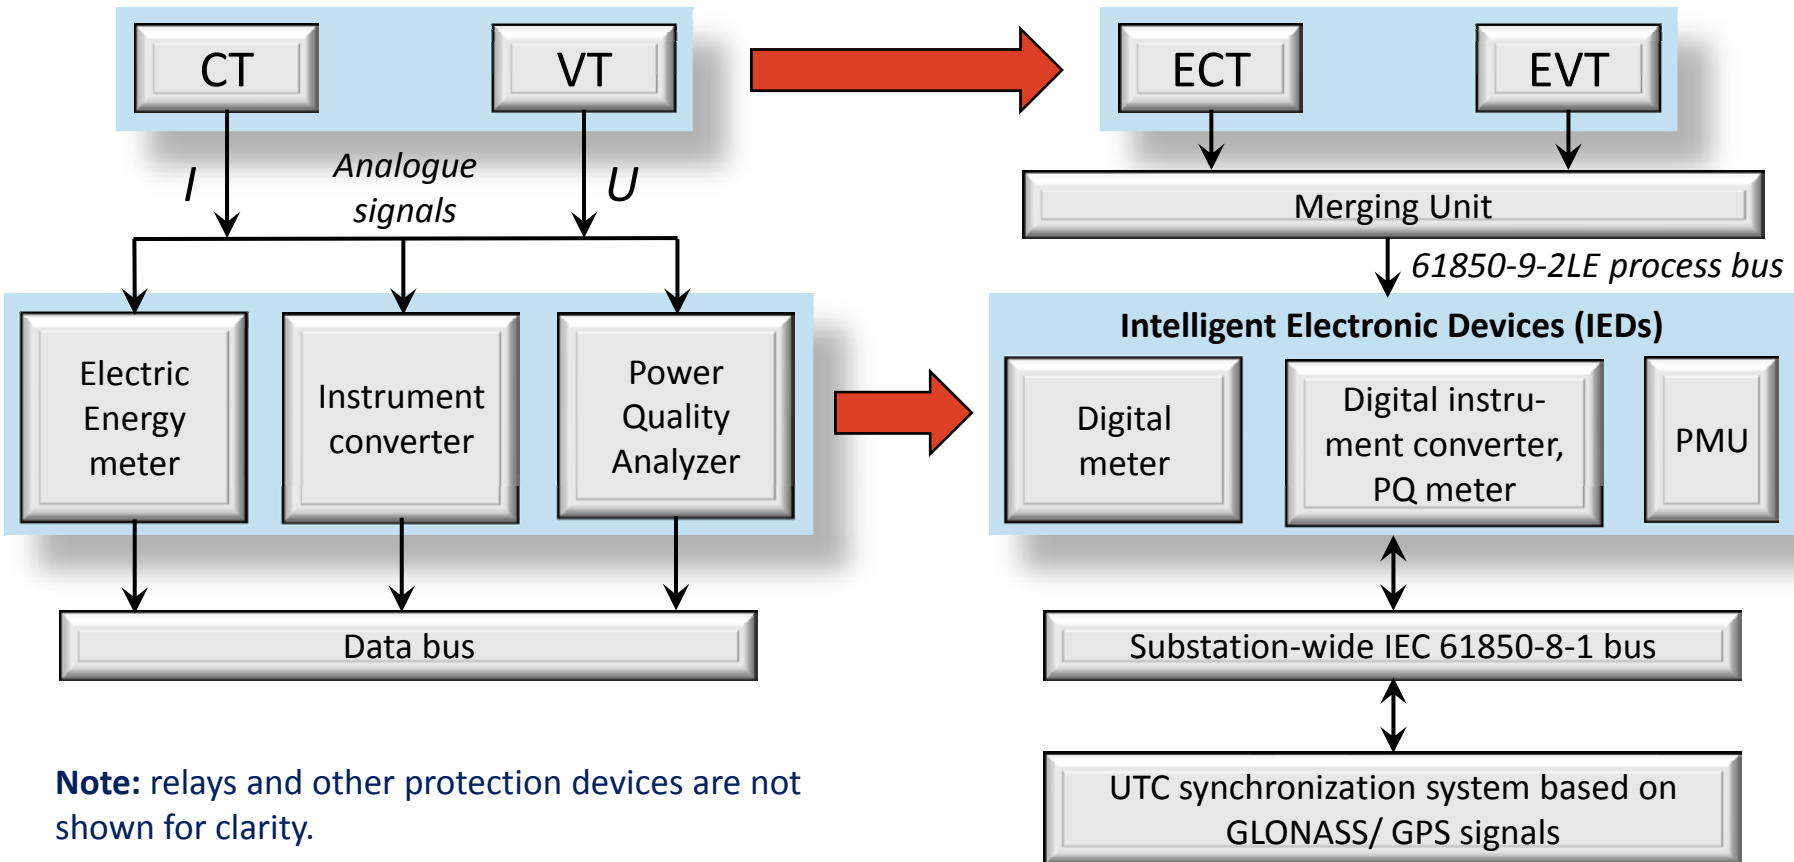 CT
VT
I
Analogue
signals
U
Electric
Energy
meter
Instrument
converter
Power
Quality
Analyzer
Data bus
Note: relays and other protection devices are not
shown for clarity.
ECT
EVT
Merging Unit
61850-9-2LE process bus
Intelligent Electronic Devices (IEDs)
Digital
meter
Digital instru-
ment converter,
PQ meter
PMU
Substation-wide IEC 61850-8-1 bus
UTC synchronization system based on
GLONASS/ GPS signals